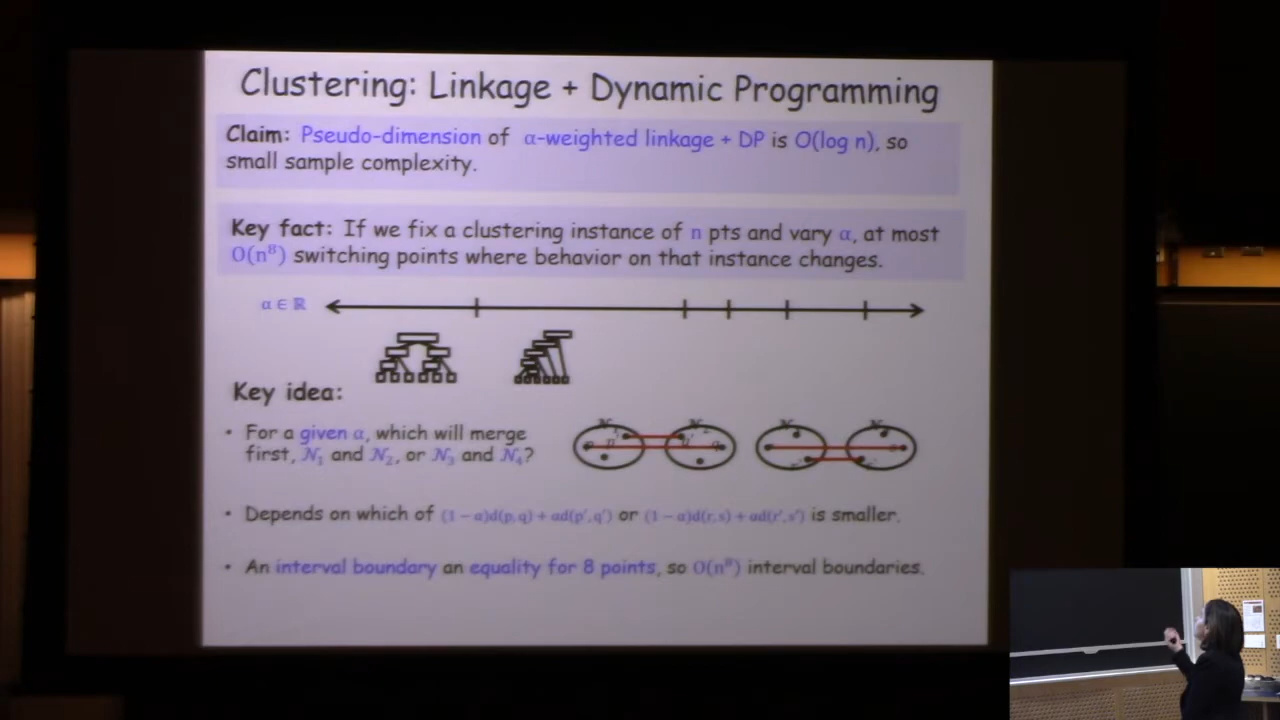 Clustering: Linkage + Dynamic Programming
Claim: Pseudo-dimension of α-weighted linkage + DP is O(log n), so
small sample complexity.
Key fact: If we fix a clustering instance of n pts and vary α, at most
O(n⁸) switching points where behavior on that instance changes.
α ∈ ℝ
Key idea:
• For a given α, which will merge
first, 𝒩₁ and 𝒩₂, or 𝒩₃ and 𝒩₄?
• Depends on which of (1 − α)d(p, q) + αd(p′, q′) or (1 − α)d(r, s) + αd(r′, s′) is smaller.
• An interval boundary an equality for 8 points, so O(n⁸) interval boundaries.